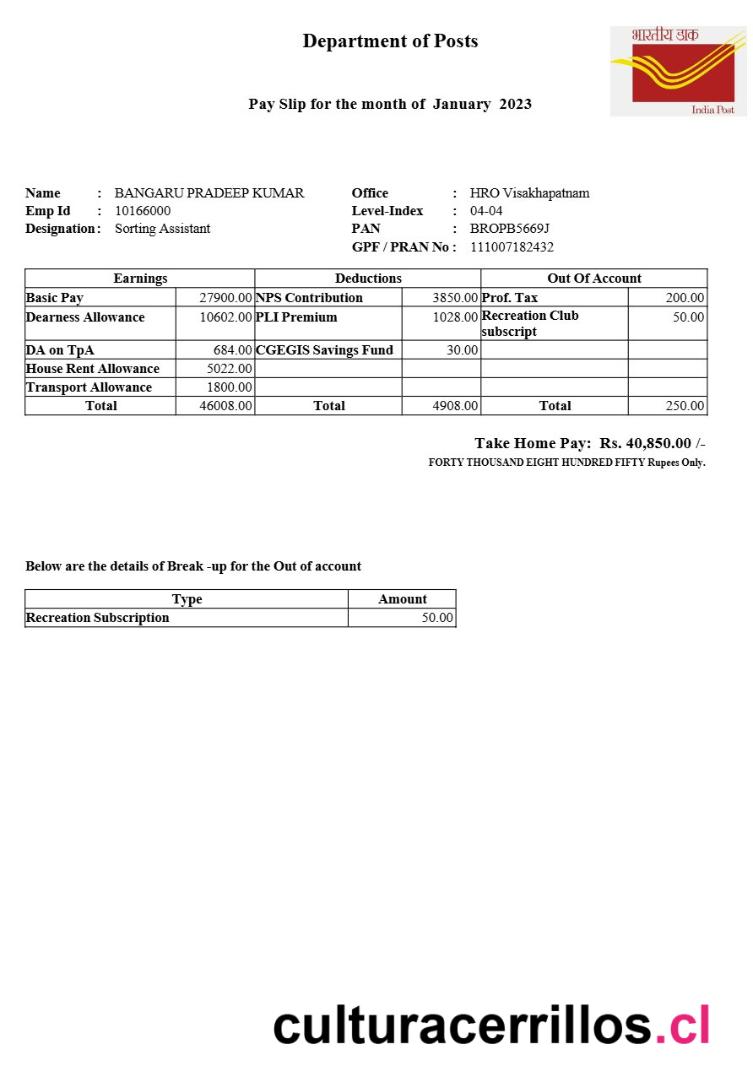 Department of Posts
भारतीय डाक
India Post
Pay Slip for the month of January 2023
Name : BANGARU PRADEEP KUMAR Office : HRO Visakhapatnam
Emp Id : 10166000 Level-Index : 04-04
Designation : Sorting Assistant PAN : BROPB5669J
GPF / PRAN No : 111007182432
Earnings Deductions Out Of Account
Basic Pay 27900.00 NPS Contribution 3850.00 Prof. Tax 200.00
Dearness Allowance 10602.00 PLI Premium 1028.00 Recreation Club 50.00
subscript
DA on TpA 684.00 CGEGIS Savings Fund 30.00
House Rent Allowance 5022.00
Transport Allowance 1800.00
Total 46008.00 Total 4908.00 Total 250.00
Take Home Pay: Rs. 40,850.00 /-
FORTY THOUSAND EIGHT HUNDRED FIFTY Rupees Only.
Below are the details of Break -up for the Out of account
Type Amount
Recreation Subscription 50.00
culturacerrillos.cl